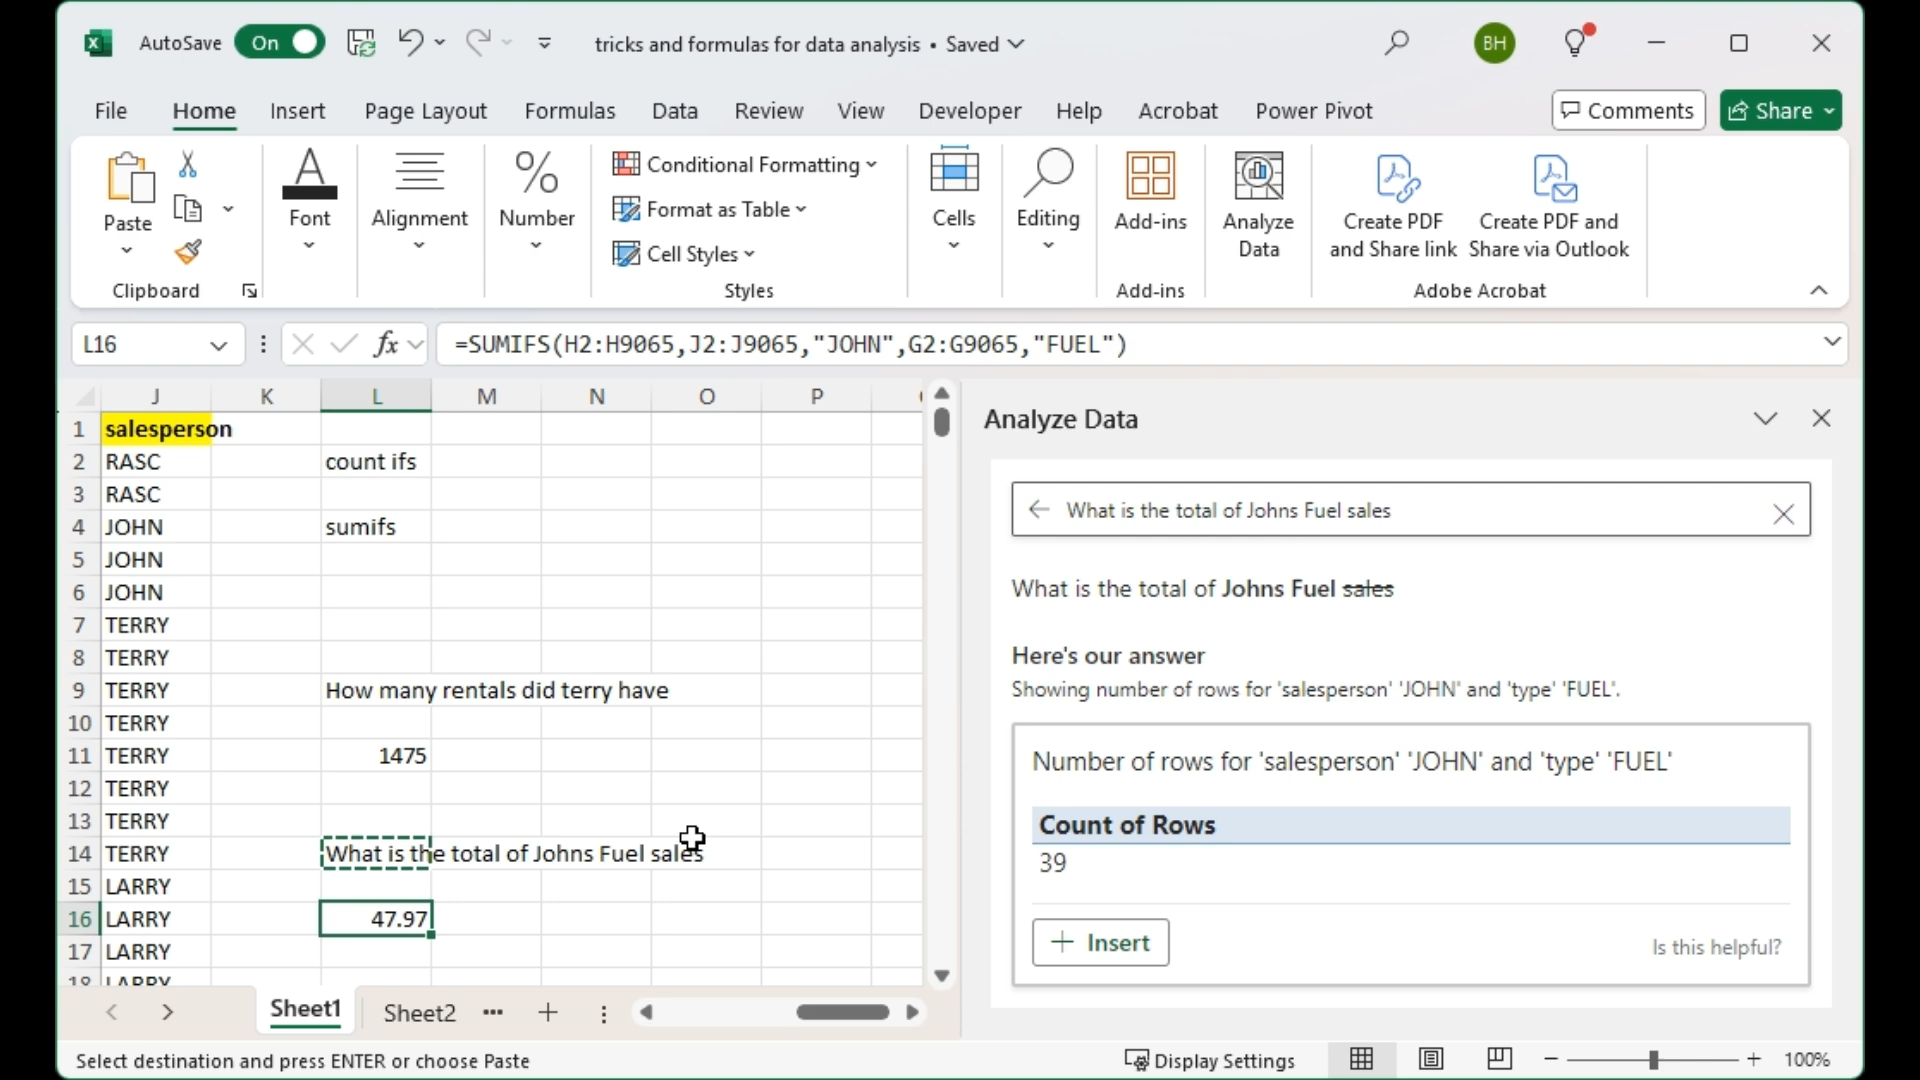 AutoSave On tricks and formulas for data analysis • Saved BH
File Home Insert Page Layout Formulas Data Review View Developer Help Acrobat Power Pivot Comments Share
Paste Font Alignment Number Conditional Formatting Format as Table Cell Styles Cells Editing Add-ins Analyze Data Create PDF and Share link Create PDF and Share via Outlook
Clipboard Styles Add-ins Adobe Acrobat
L16 fx =SUMIFS(H2:H9065,J2:J9065,"JOHN",G2:G9065,"FUEL")
J K L M N O P
1 salesperson
2 RASC count ifs
3 RASC
4 JOHN sumifs
5 JOHN
6 JOHN
7 TERRY
8 TERRY
9 TERRY How many rentals did terry have
10 TERRY
11 TERRY 1475
12 TERRY
13 TERRY
14 TERRY What is the total of Johns Fuel sales
15 LARRY
16 LARRY 47.97
17 LARRY
18 LARRY
Analyze Data
What is the total of Johns Fuel sales
What is the total of Johns Fuel sales
Here's our answer
Showing number of rows for 'salesperson' 'JOHN' and 'type' 'FUEL'.
Number of rows for 'salesperson' 'JOHN' and 'type' 'FUEL'
Count of Rows
39
Insert Is this helpful?
Sheet1 Sheet2
Select destination and press ENTER or choose Paste Display Settings 100%